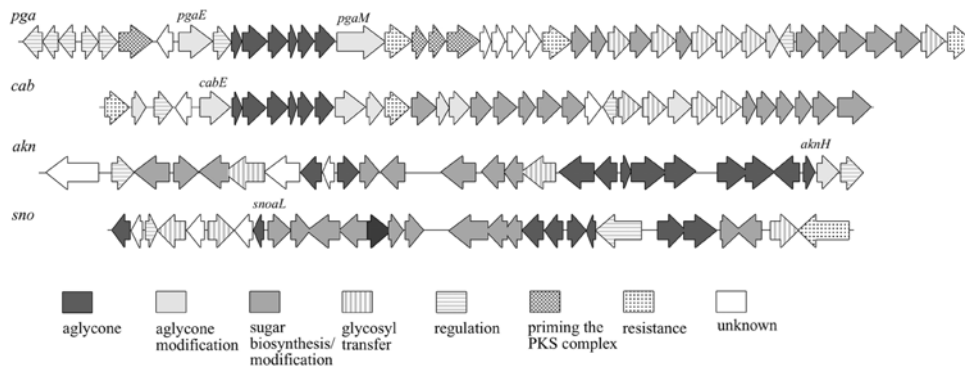 pga
pgaE
pgaM
cab
cabE
akn
aknH
sno
snoaL
aglycone
aglycone
modification
sugar
biosynthesis/
modification
glycosyl
transfer
regulation
priming the
PKS complex
resistance
unknown